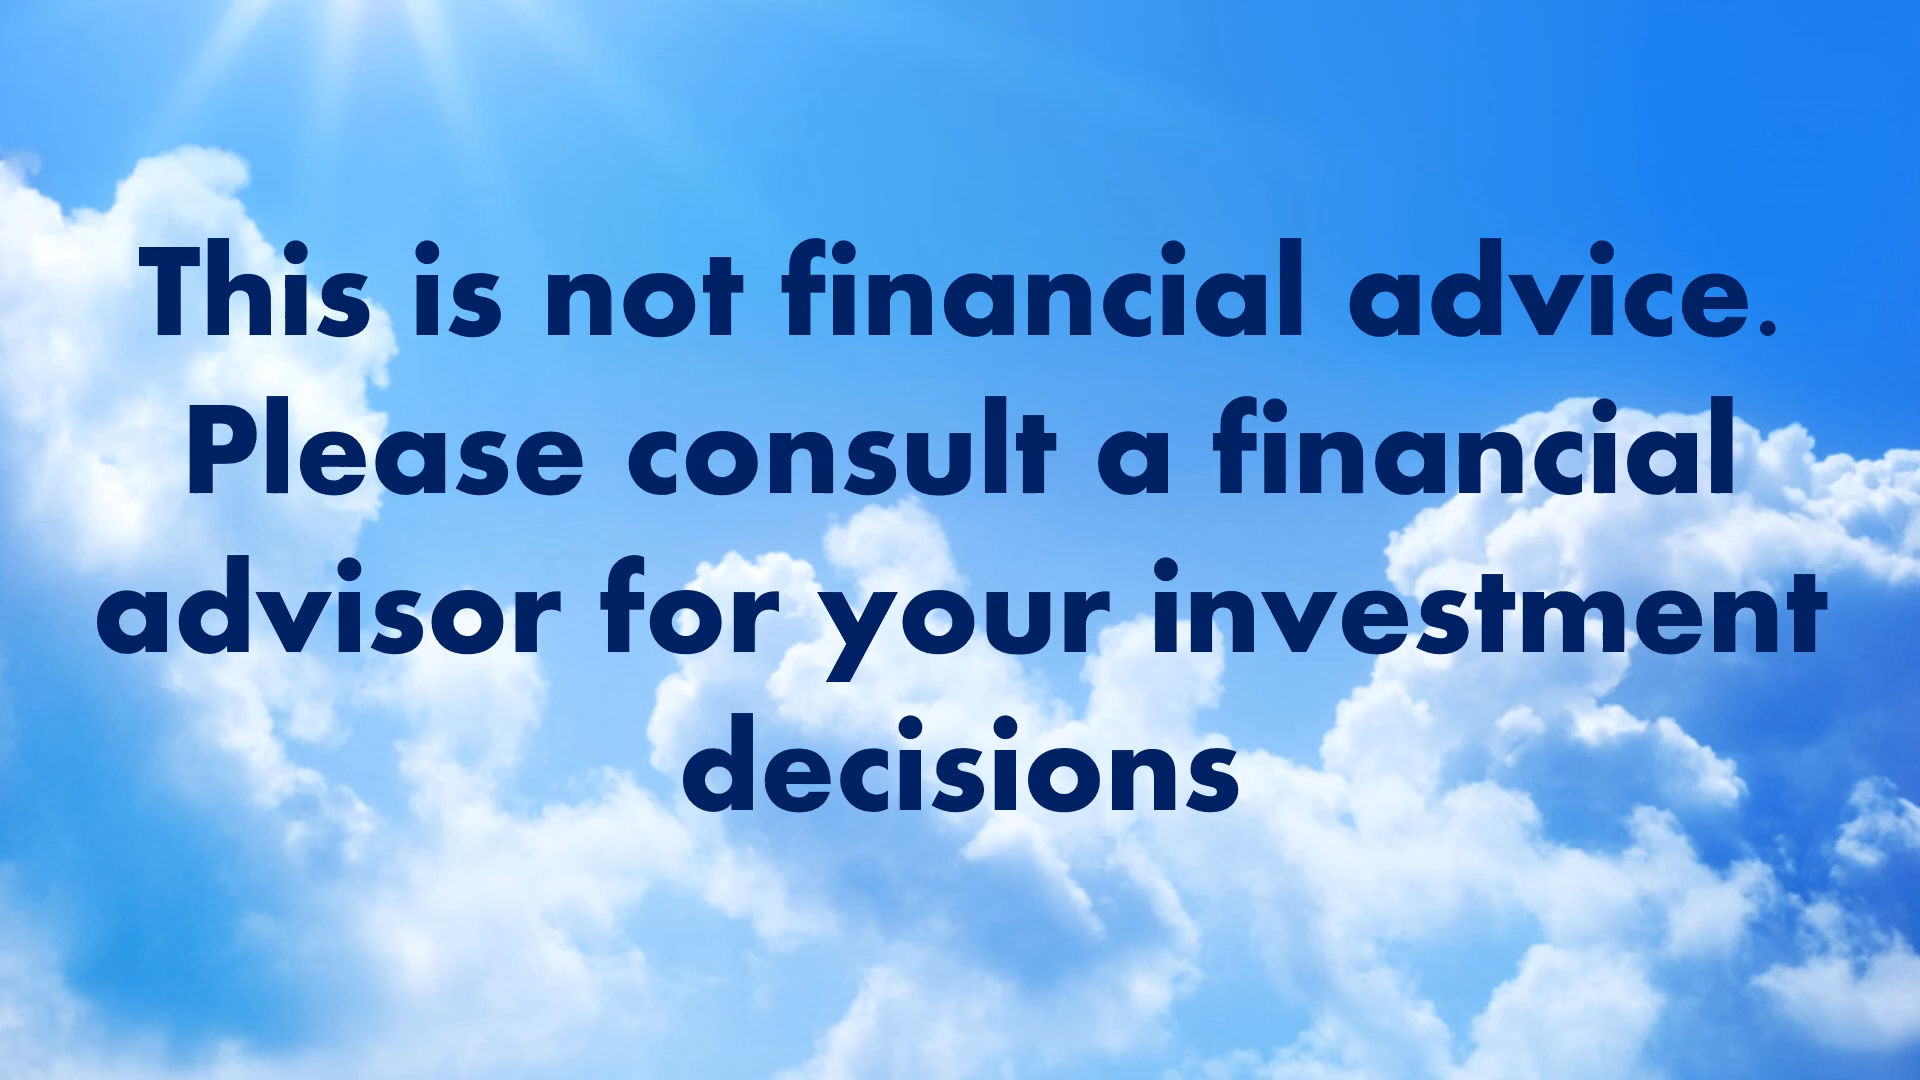 This is not financial advice.
Please consult a financial
advisor for your investment
decisions